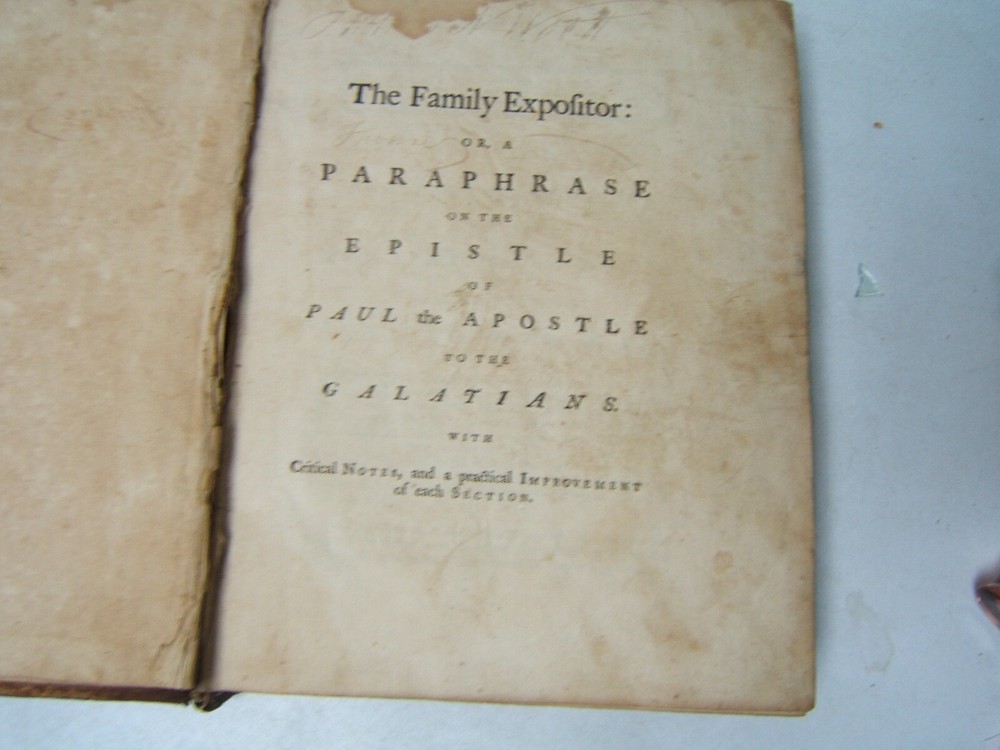 The Family Expoſitor:
OR, A
PARAPHRASE
ON THE
EPISTLE
OF
PAUL the APOSTLE
TO THE
GALATIANS.
WITH
Critical NOTES, and a practical IMPROVEMENT
of each SECTION.